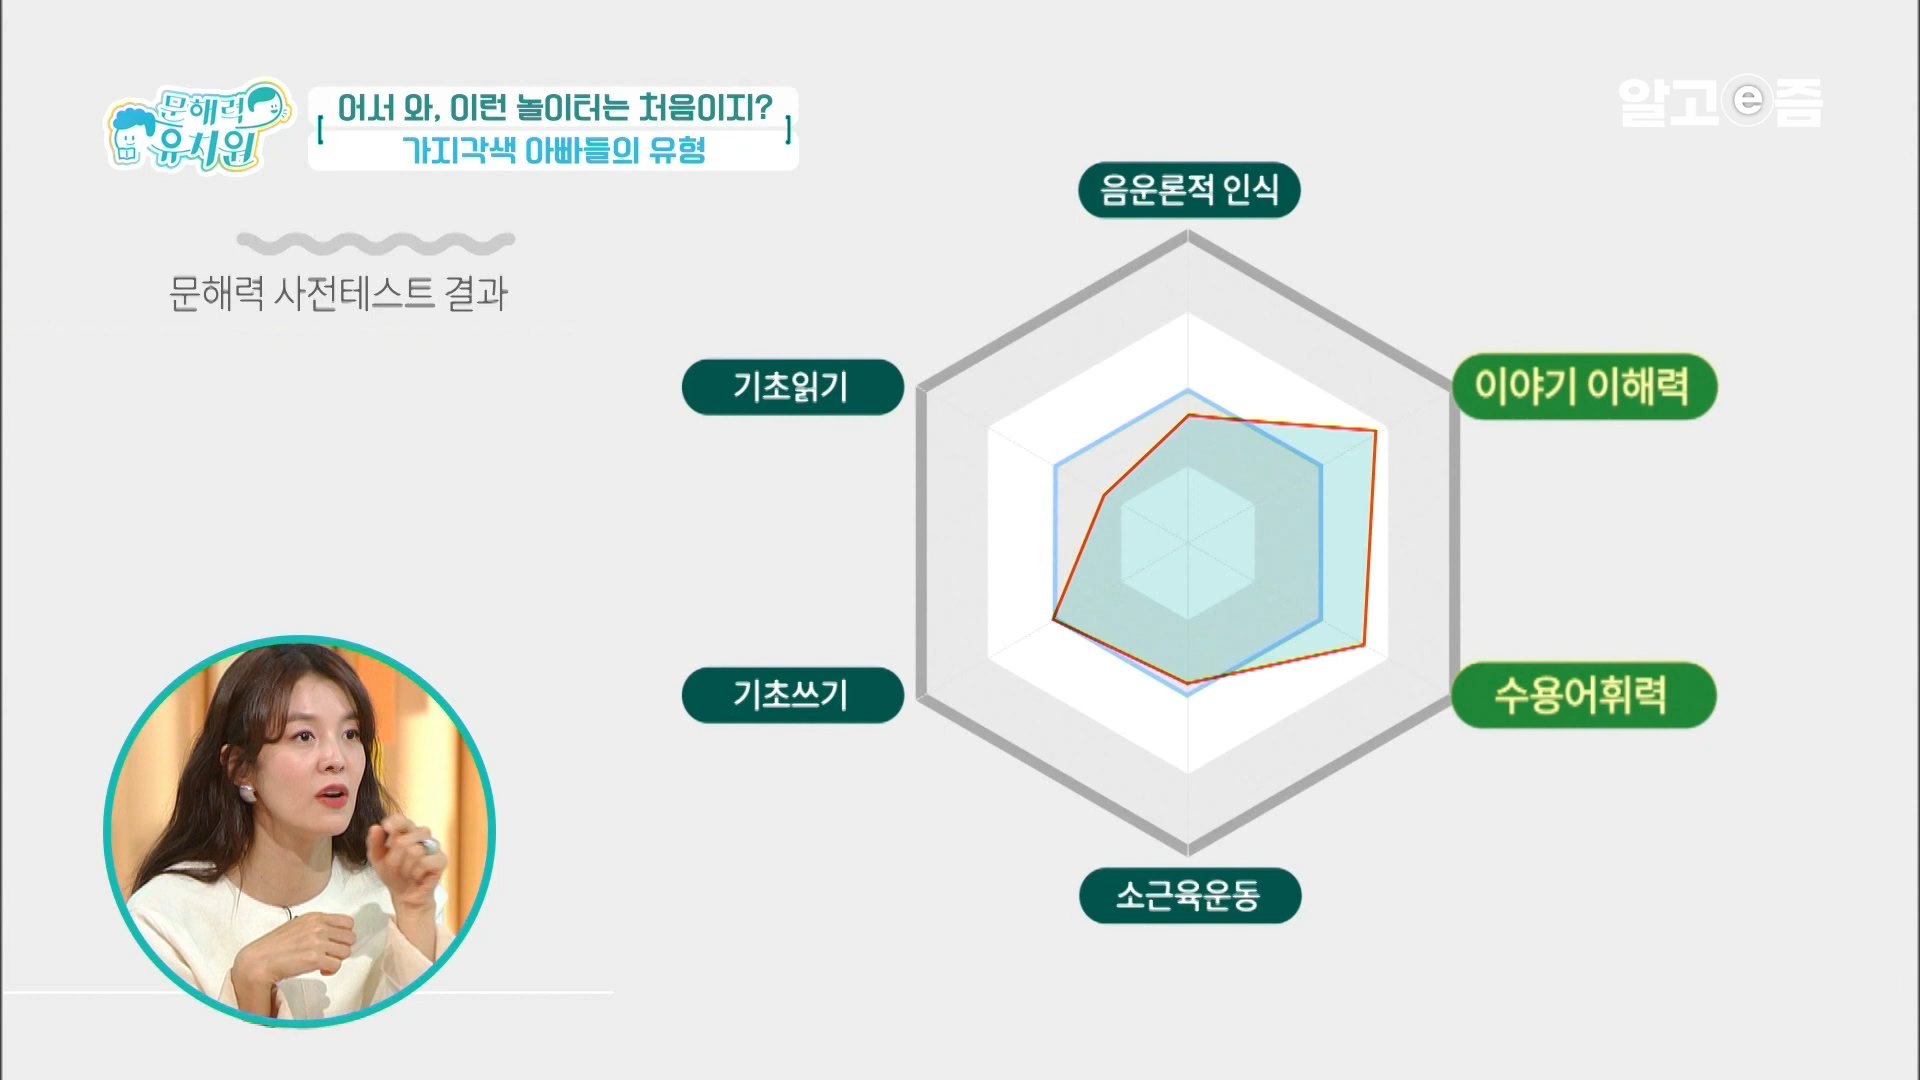 문해력
유치원
어서 와, 이런 놀이터는 처음이지?
가지각색 아빠들의 유형
알고e즘
문해력 사전테스트 결과
음운론적 인식
기초읽기
이야기 이해력
기초쓰기
수용어휘력
소근육운동